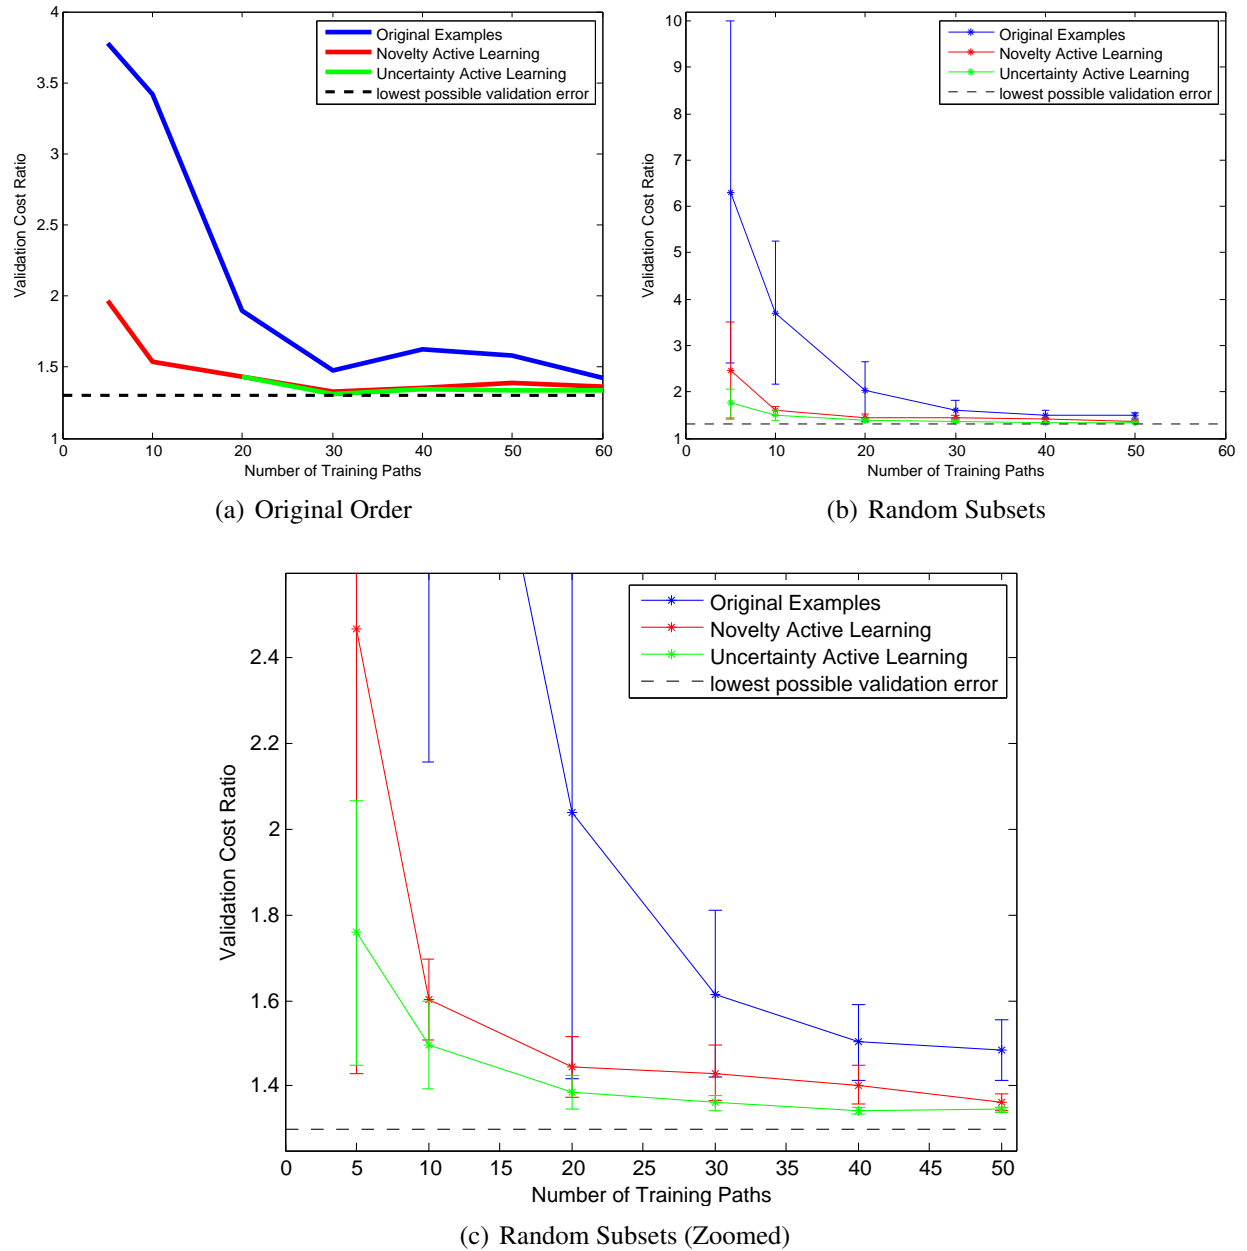 Original Examples
Novelty Active Learning
Uncertainty Active Learning
lowest possible validation error
4
3.5
3
2.5
2
1.5
1
Validation Cost Ratio
0 10 20 30 40 50 60
Number of Training Paths
(a) Original Order
Original Examples
Novelty Active Learning
Uncertainty Active Learning
lowest possible validation error
10
9
8
7
6
5
4
3
2
1
Validation Cost Ratio
0 10 20 30 40 50 60
Number of Training Paths
(b) Random Subsets
Original Examples
Novelty Active Learning
Uncertainty Active Learning
lowest possible validation error
2.4
2.2
2
1.8
1.6
1.4
Validation Cost Ratio
0 5 10 15 20 25 30 35 40 45 50
Number of Training Paths
(c) Random Subsets (Zoomed)